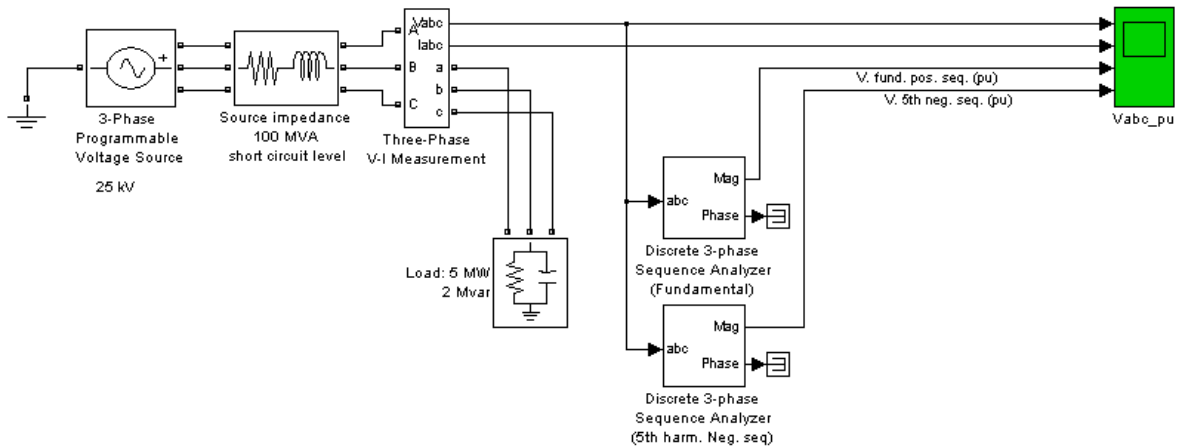 Vabc
A
Iabc
B
a
b
C
c
3-Phase
Programmable
Voltage Source
25 kV
Source impedance
100 MVA
short circuit level
Three-Phase
V-I Measurement
V. fund. pos. seq. (pu)
V. 5th neg. seq. (pu)
Vabc_pu
Load: 5 MW
2 Mvar
abc
Mag
Phase
Discrete 3-phase
Sequence Analyzer
(Fundamental)
abc
Mag
Phase
Discrete 3-phase
Sequence Analyzer
(5th harm. Neg. seq)